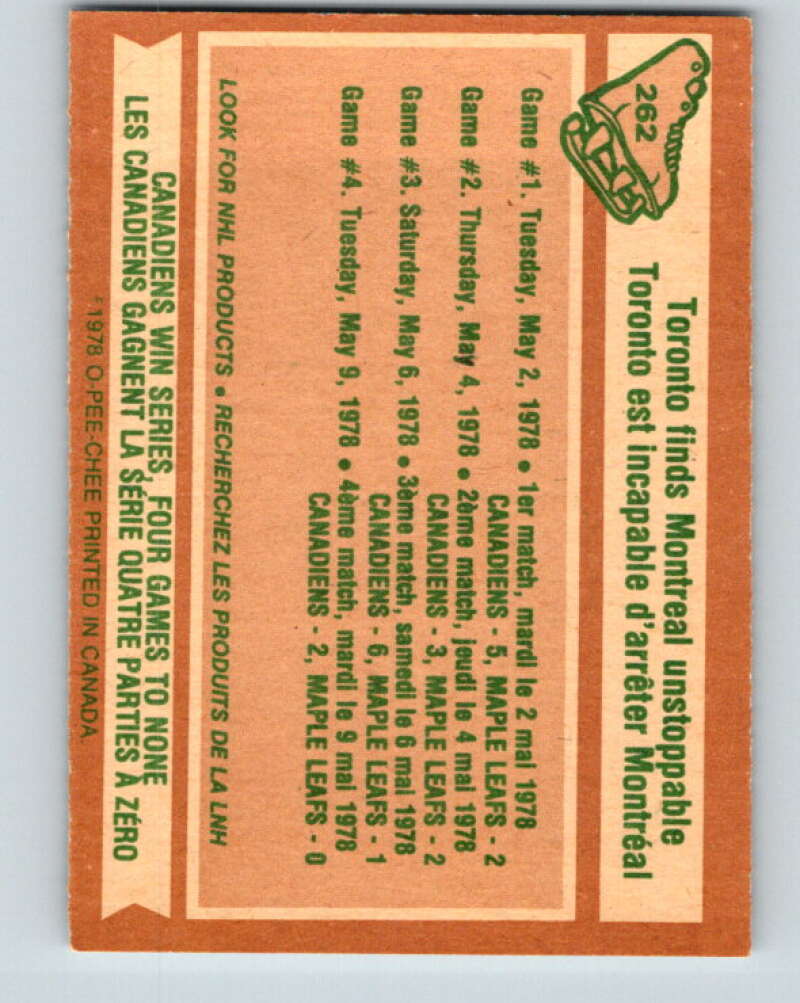 262
Toronto finds Montreal unstoppable
Toronto est incapable d'arrêter Montréal
Game #1. Tuesday, May 2, 1978 • 1er match, mardi le 2 mai 1978
CANADIENS - 5, MAPLE LEAFS - 2
Game #2. Thursday, May 4, 1978 • 2ème match, jeudi le 4 mai 1978
CANADIENS - 3, MAPLE LEAFS - 2
Game #3. Saturday, May 6, 1978 • 3ème match, samedi le 6 mai 1978
CANADIENS - 6, MAPLE LEAFS - 1
Game #4. Tuesday, May 9, 1978 • 4ème match, mardi le 9 mai 1978
CANADIENS - 2, MAPLE LEAFS - 0
LOOK FOR NHL PRODUCTS • RECHERCHEZ LES PRODUITS DE LA LNH
CANADIENS WIN SERIES, FOUR GAMES TO NONE
LES CANADIENS GAGNENT LA SÉRIE QUATRE PARTIES À ZÉRO
©1978 O-PEE-CHEE PRINTED IN CANADA